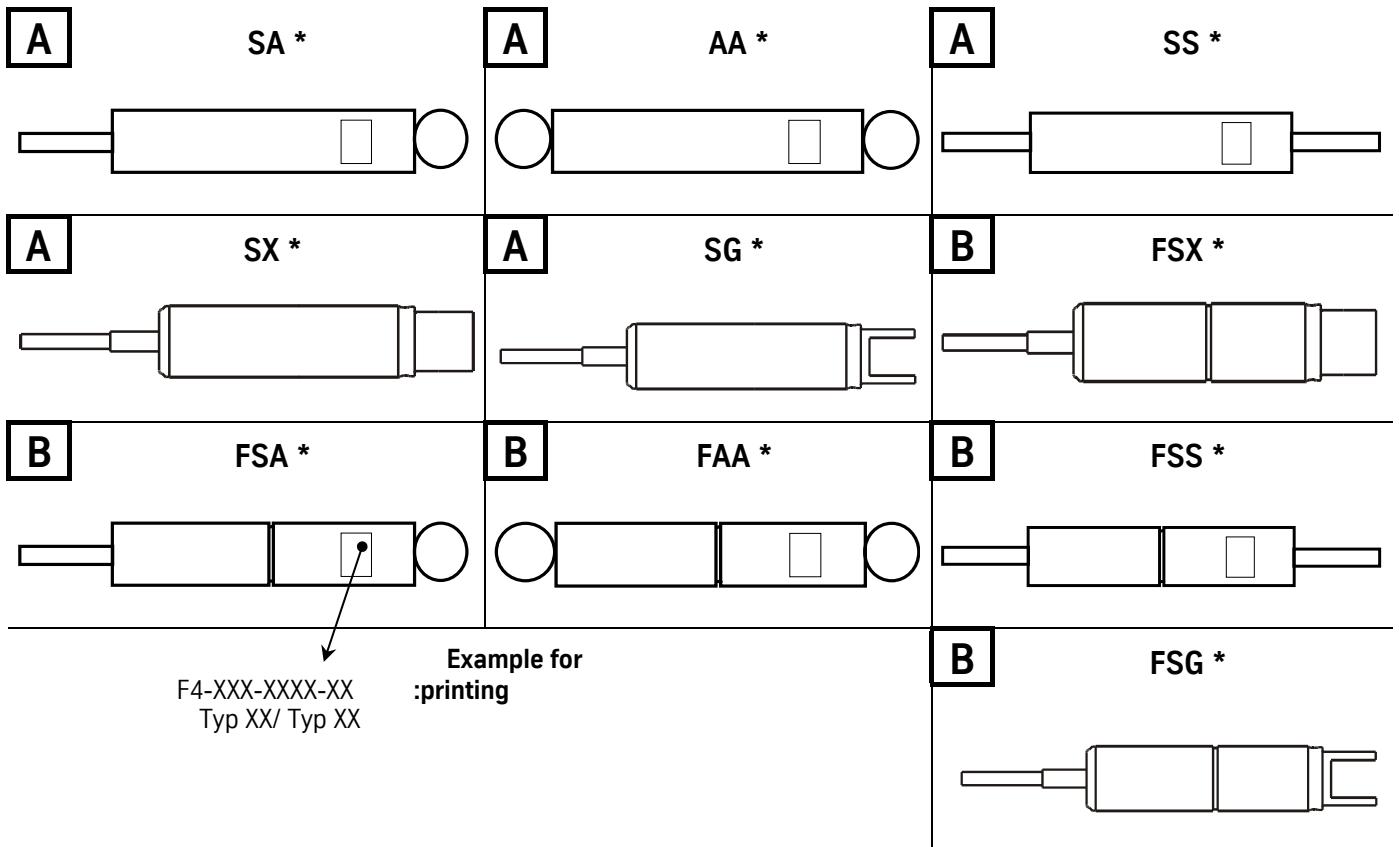 A
SA *
A
AA *
A
SS *
A
SX *
A
SG *
B
FSX *
B
FSA *
B
FAA *
B
FSS *
Example for
:printing
F4-XXX-XXXX-XX
Typ XX/ Typ XX
B
FSG *